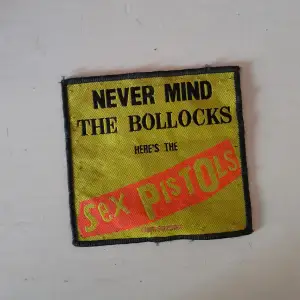 NEVER MIND
THE BOLLOCKS
HERE'S THE
Sex PISTOLS